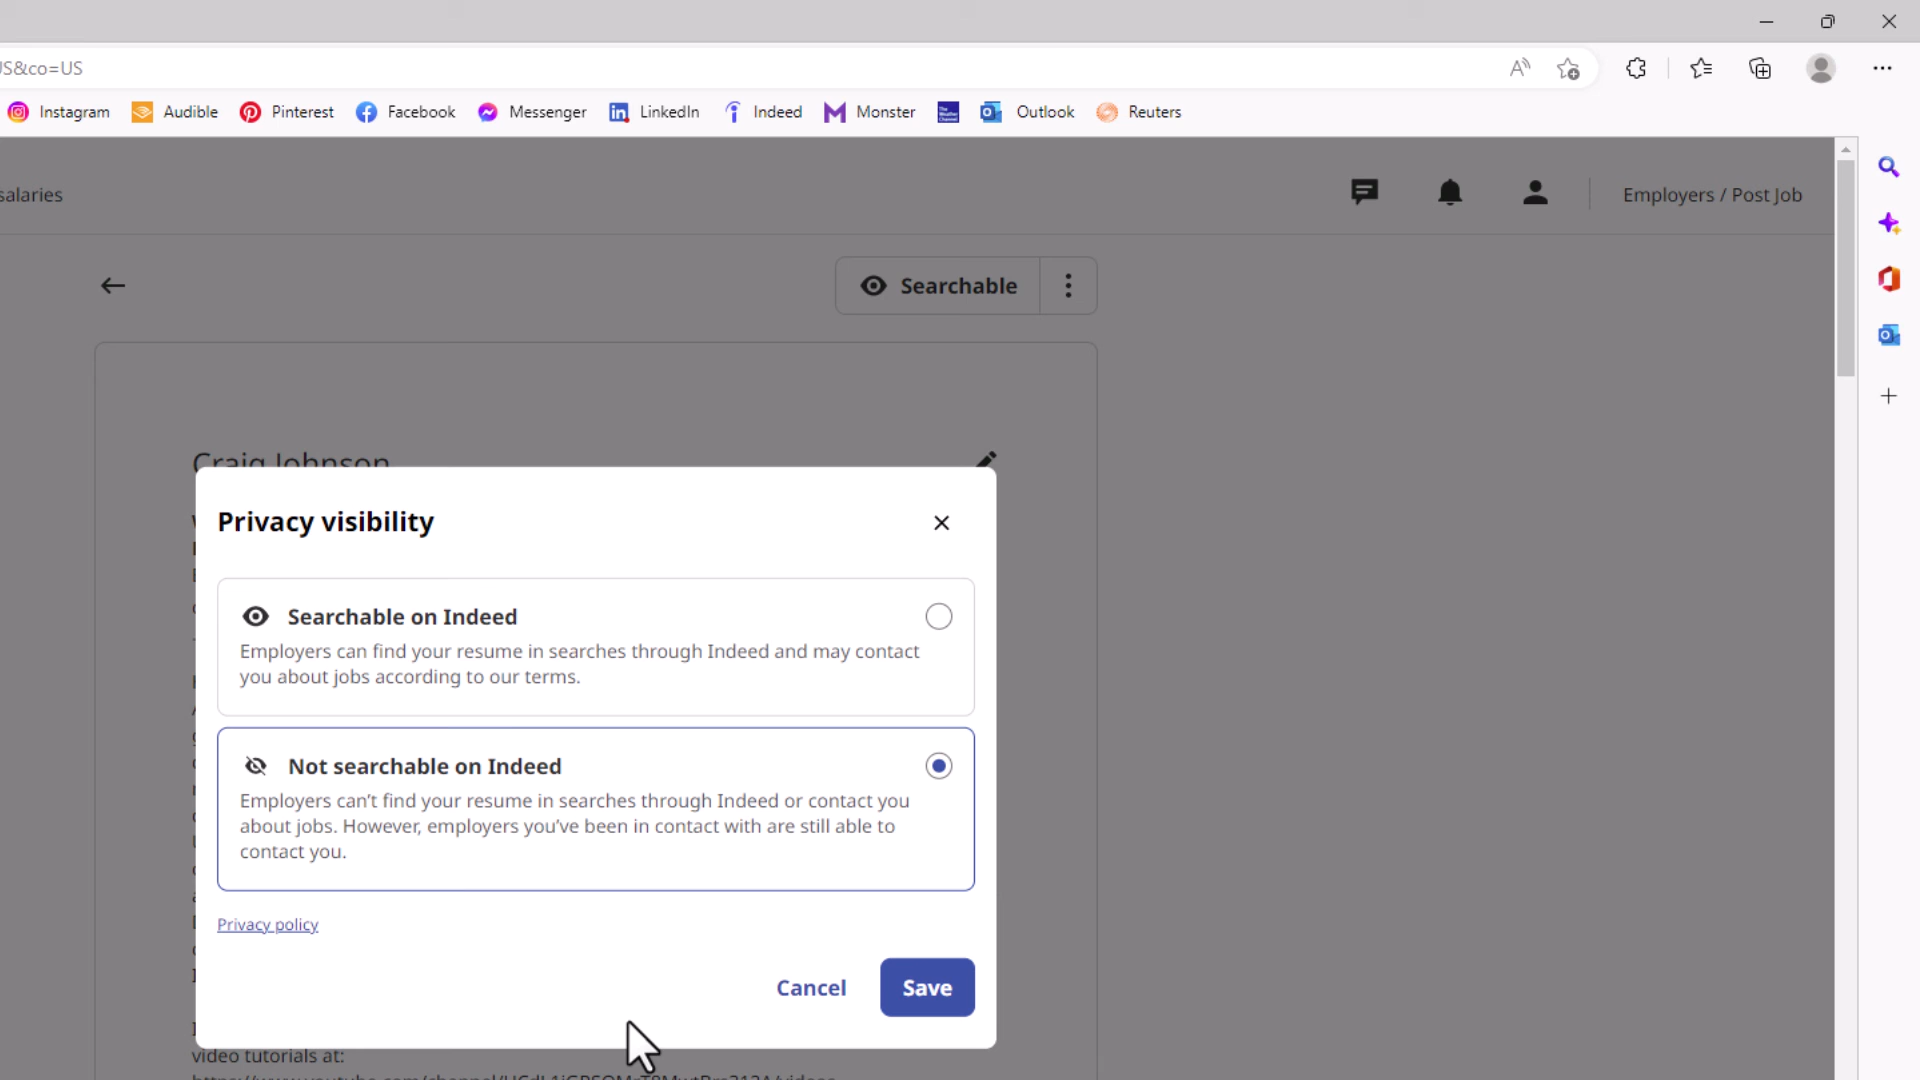 US&co=US
Instagram Audible Pinterest Facebook Messenger LinkedIn Indeed Monster Outlook Reuters
salaries
Employers / Post Job
Searchable
Craig Johnson
Privacy visibility
Searchable on Indeed
Employers can find your resume in searches through Indeed and may contact
you about jobs according to our terms.
Not searchable on Indeed
Employers can't find your resume in searches through Indeed or contact you
about jobs. However, employers you've been in contact with are still able to
contact you.
Privacy policy
Cancel Save
video tutorials at: